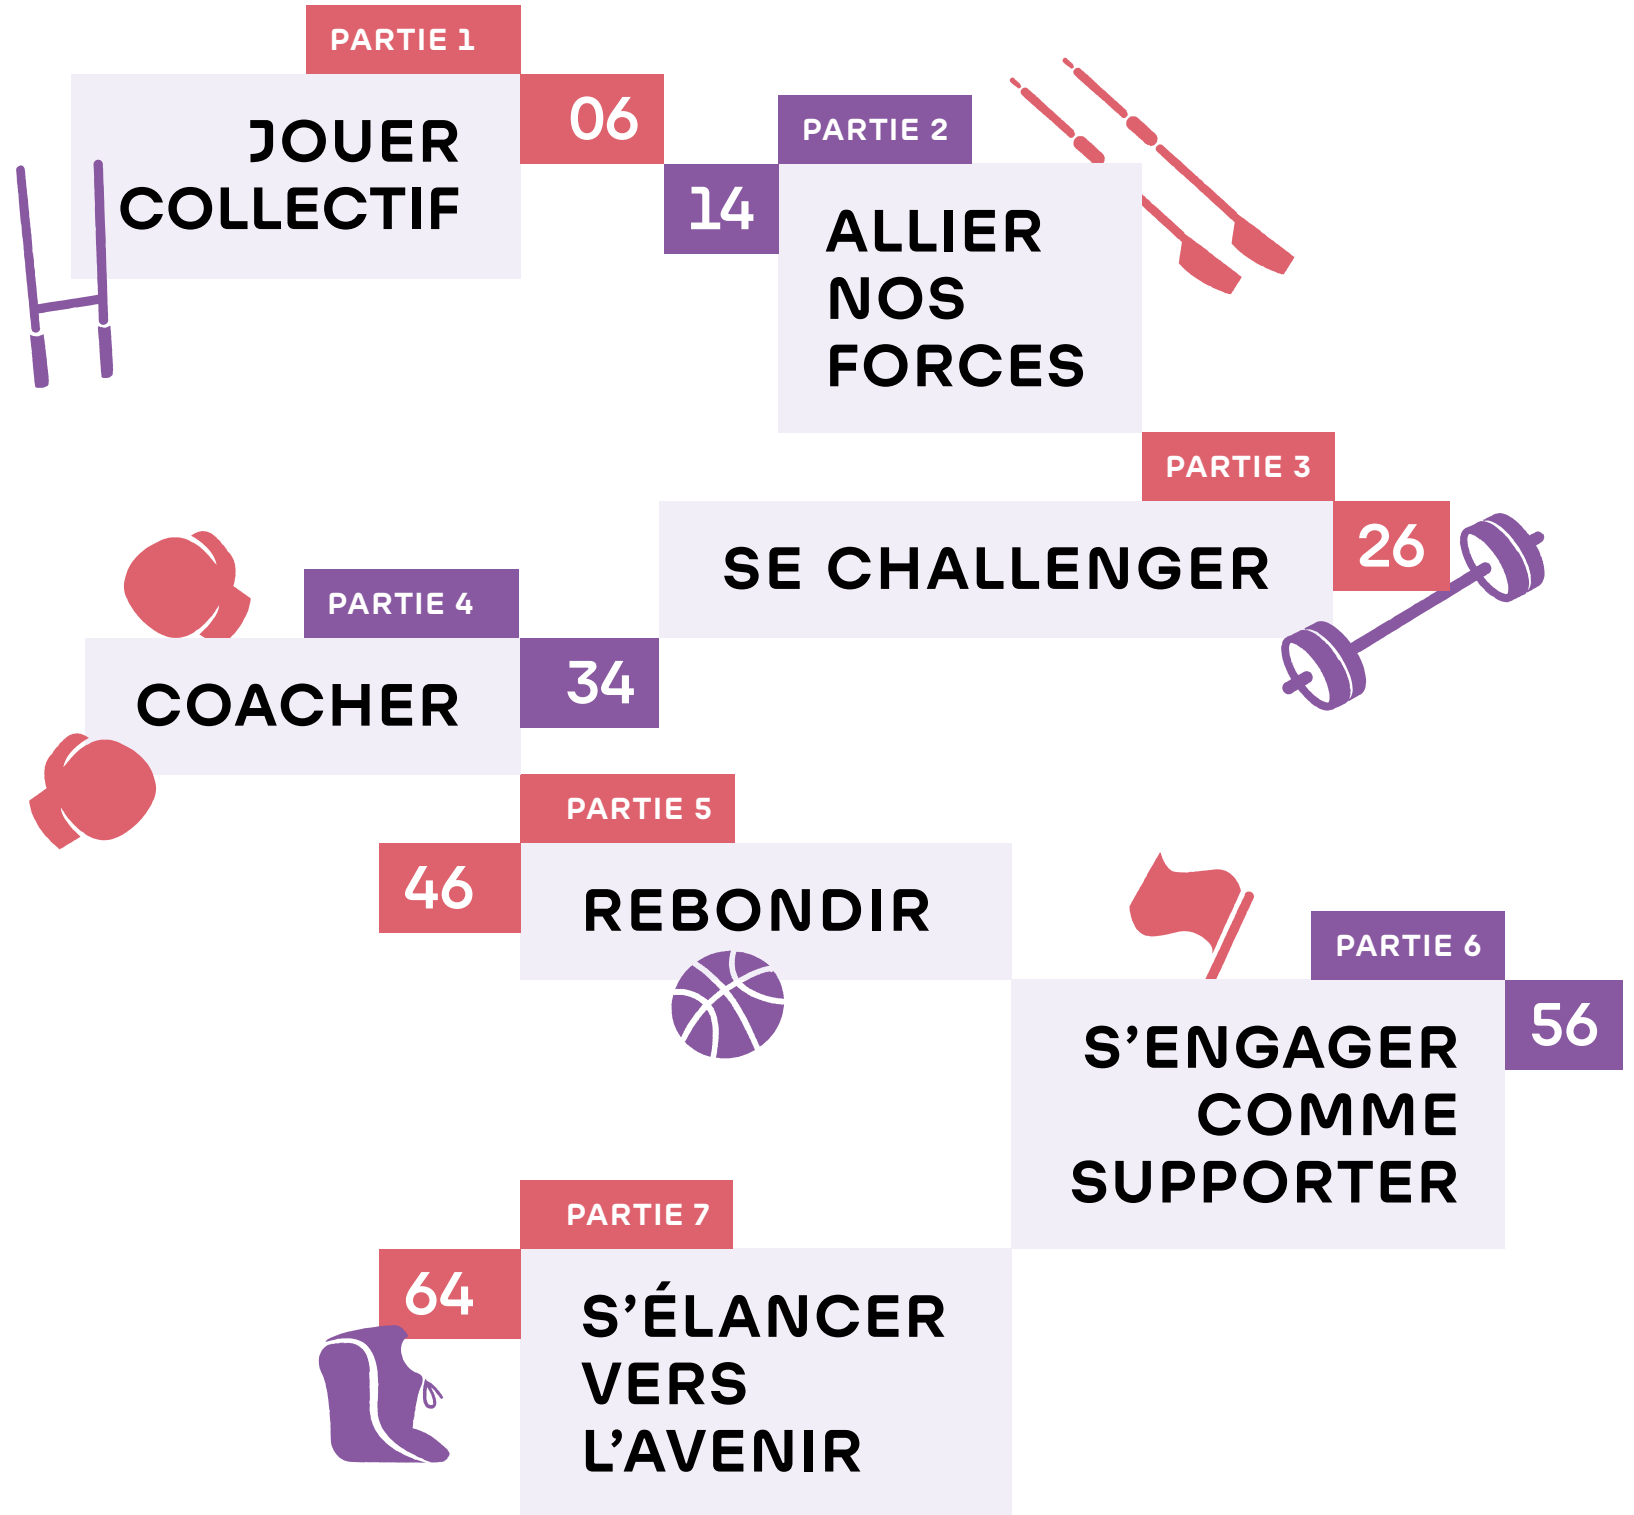 PARTIE 1
JOUER
COLLECTIF
06
PARTIE 2
14
ALLIER
NOS
FORCES
PARTIE 3
SE CHALLENGER
26
PARTIE 4
COACHER
34
PARTIE 5
46
REBONDIR
PARTIE 6
S’ENGAGER
COMME
SUPPORTER
56
PARTIE 7
64
S’ÉLANCER
VERS
L’AVENIR